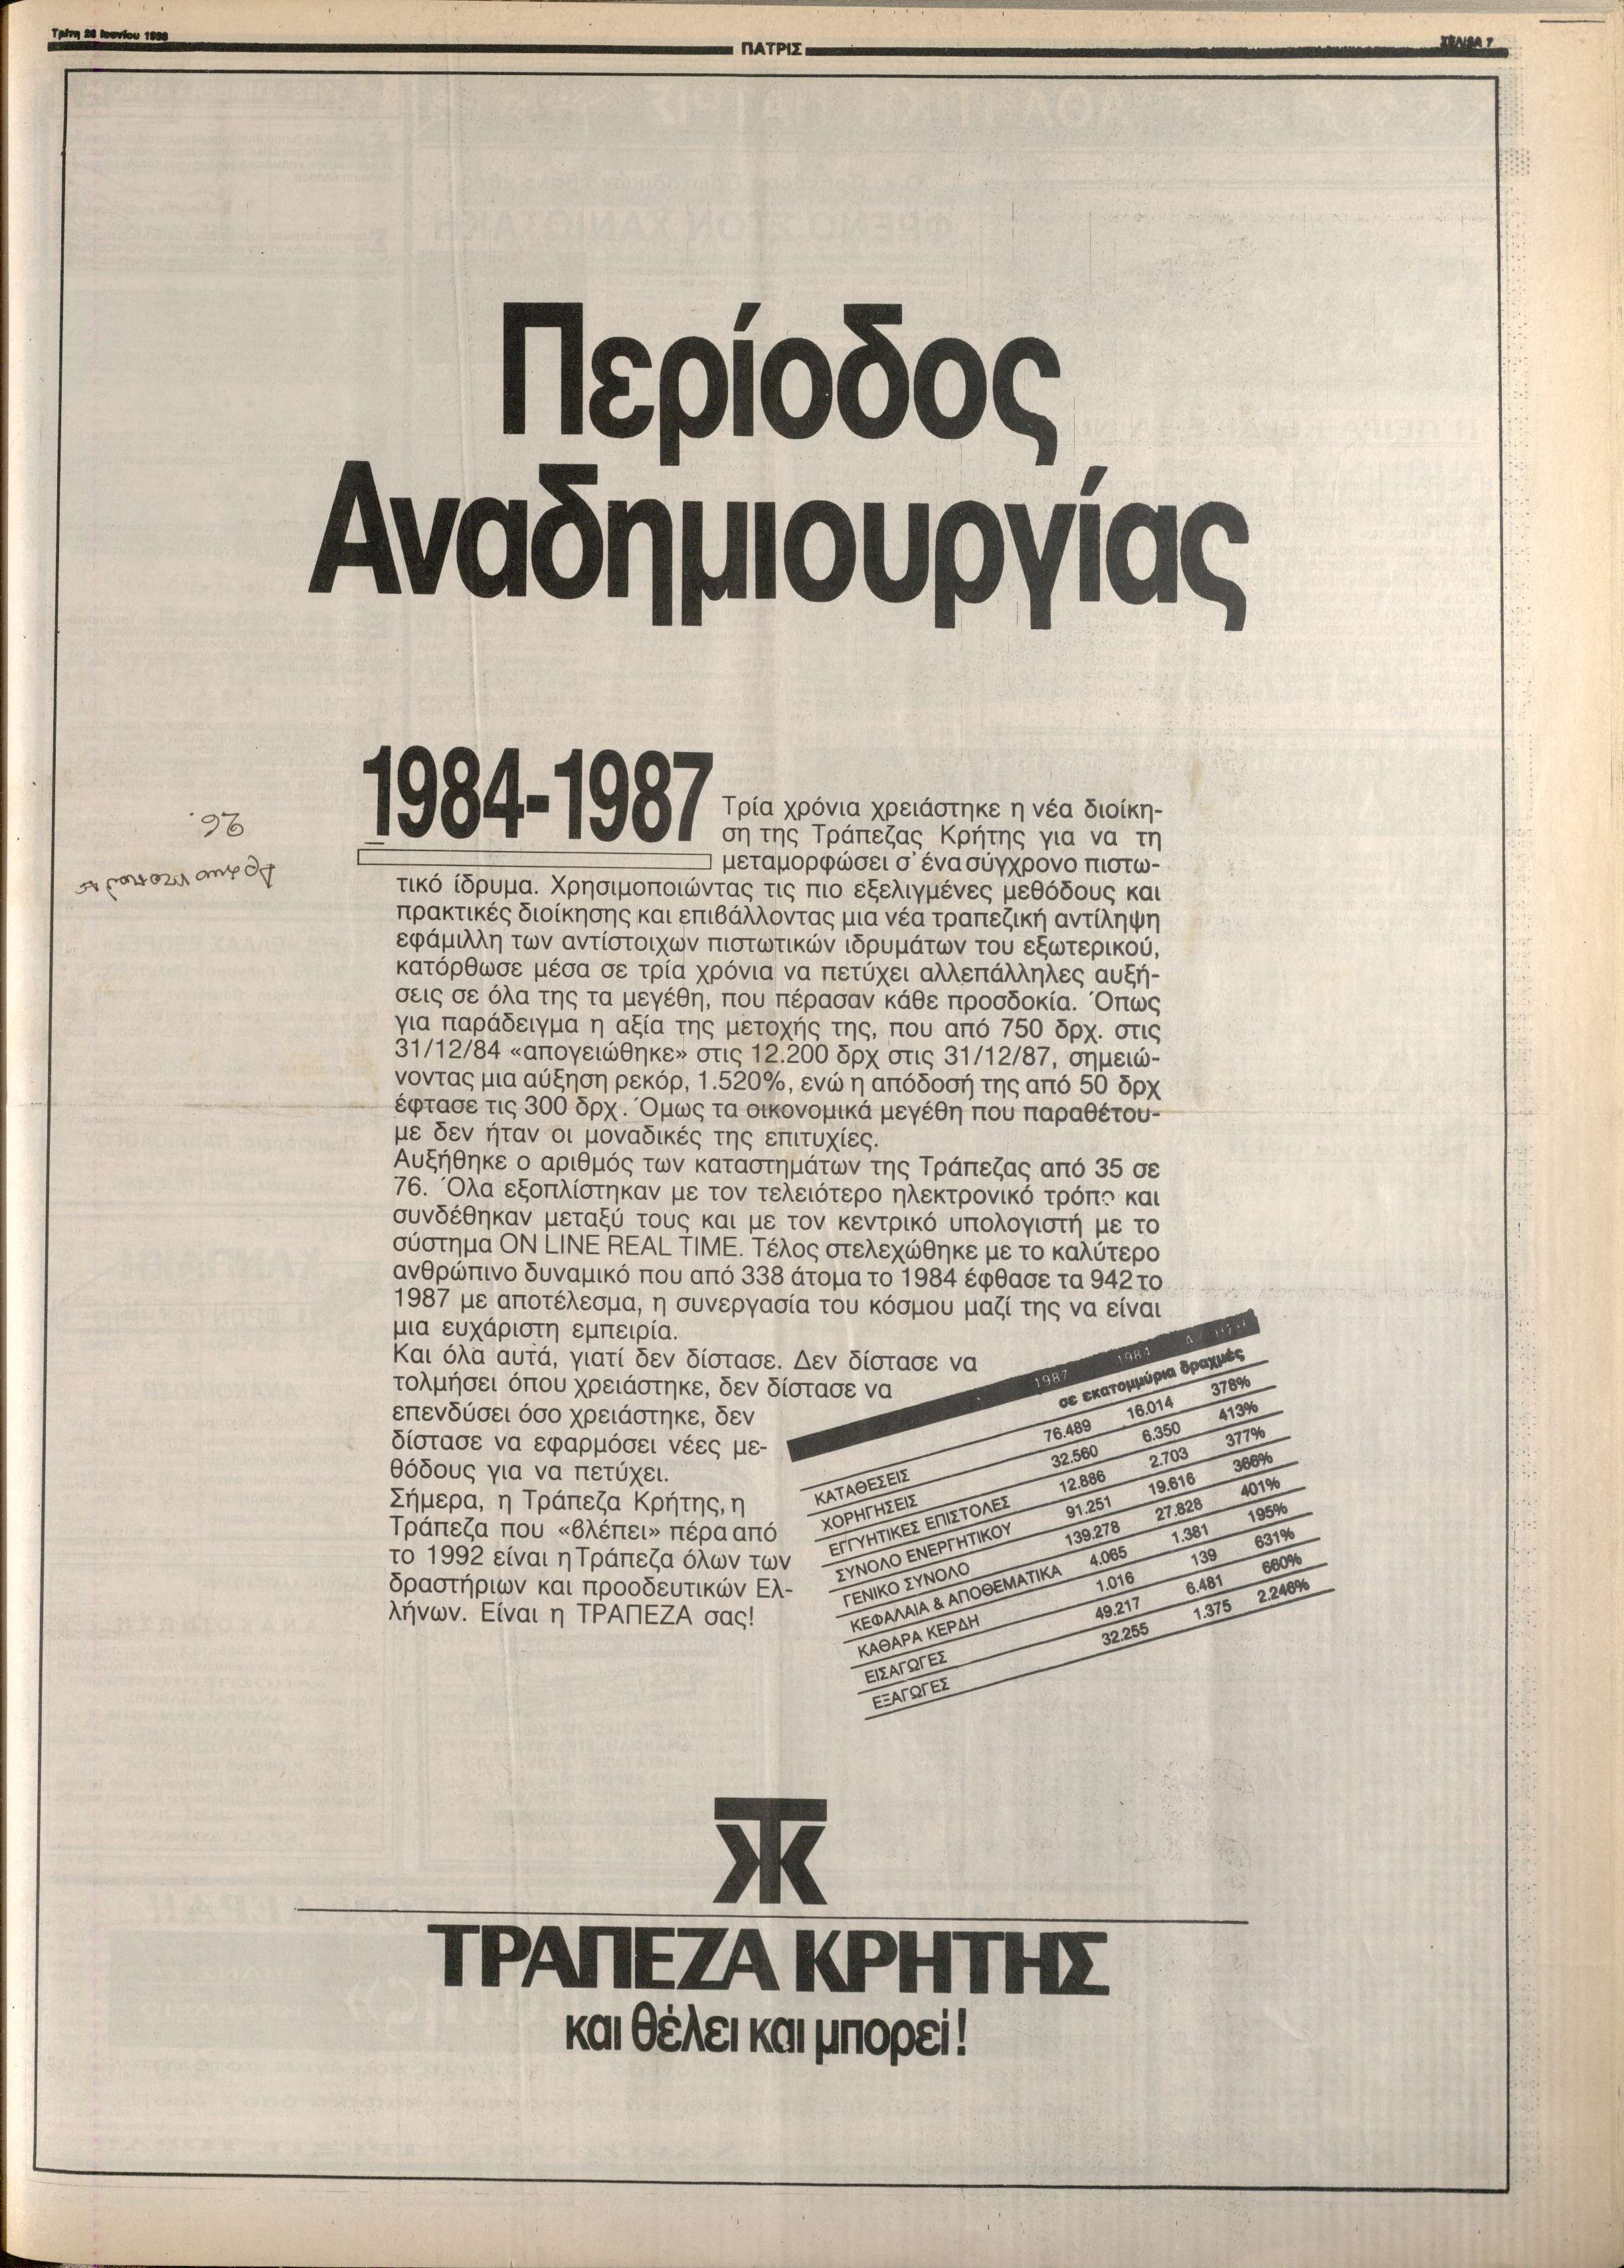 Τρίτη 28 Ιουνίου 1988
ΠΑΤΡΙΣ
ΣΕΛΙΔΑ 7
Περίοδος
Αναδημιουργίας
1984-1987
Τρία χρόνια χρειάστηκε η νέα διοίκη-
ση της Τράπεζας Κρήτης για να τη
μεταμορφώσει σ' ένα σύγχρονο πιστω-
τικό ίδρυμα. Χρησιμοποιώντας τις πιο εξελιγμένες μεθόδους και
πρακτικές διοίκησης και επιβάλλοντας μια νέα τραπεζική αντίληψη
εφάμιλλη των αντίστοιχων πιστωτικών ιδρυμάτων του εξωτερικού,
κατόρθωσε μέσα σε τρία χρόνια να πετύχει αλλεπάλληλες αυξή-
σεις σε όλα της τα μεγέθη, που πέρασαν κάθε προσδοκία. Όπως
για παράδειγμα η αξία της μετοχής της, που από 750 δρχ. στις
31/12/84 «απογειώθηκε» στις 12.200 δρχ στις 31/12/87, σημειώ-
νοντας μια αύξηση ρεκόρ, 1.520%, ενώ η απόδοσή της από 50 δρχ
έφτασε τις 300 δρχ. Όμως τα οικονομικά μεγέθη που παραθέτου-
με δεν ήταν οι μοναδικές της επιτυχίες.
Αυξήθηκε ο αριθμός των καταστημάτων της Τράπεζας από 35 σε
76. Όλα εξοπλίστηκαν με τον τελειότερο ηλεκτρονικό τρόπο και
συνδέθηκαν μεταξύ τους και με τον κεντρικό υπολογιστή με το
σύστημα ON LINE REAL TIME. Τέλος στελεχώθηκε με το καλύτερο
ανθρώπινο δυναμικό που από 338 άτομα το 1984 έφθασε τα 942 το
1987 με αποτέλεσμα, η συνεργασία του κόσμου μαζί της να είναι
μια ευχάριστη εμπειρία.
Και όλα αυτά, γιατί δεν δίστασε. Δεν δίστασε να
τολμήσει όπου χρειάστηκε, δεν δίστασε να
επενδύσει όσο χρειάστηκε, δεν
δίστασε να εφαρμόσει νέες με-
θόδους για να πετύχει.
Σήμερα, η Τράπεζα Κρήτης, η
Τράπεζα που «βλέπει» πέρα από
το 1992 είναι η Τράπεζα όλων των
δραστήριων και προοδευτικών Ελ-
λήνων. Είναι η ΤΡΑΠΕΖΑ σας!
1987 1984
σε εκατομμύρια δραχμές
ΚΑΤΑΘΕΣΕΙΣ 76.489 16.014 378%
ΧΟΡΗΓΗΣΕΙΣ 32.560 6.350 413%
ΕΓΓΥΗΤΙΚΕΣ ΕΠΙΣΤΟΛΕΣ 12.886 2.703 377%
ΣΥΝΟΛΟ ΕΝΕΡΓΗΤΙΚΟΥ 91.251 19.616 366%
ΓΕΝΙΚΟ ΣΥΝΟΛΟ 139.278 27.828 401%
ΚΕΦΑΛΑΙΑ & ΑΠΟΘΕΜΑΤΙΚΑ 4.065 1.381 195%
ΚΑΘΑΡΑ ΚΕΡΔΗ 1.016 139 631%
ΕΙΣΑΓΩΓΕΣ 49.217 6.481 660%
ΕΞΑΓΩΓΕΣ 32.255 1.375 2.246%
ΤΚ
ΤΡΑΠΕΖΑ ΚΡΗΤΗΣ
και θέλει και μπορεί!
26.